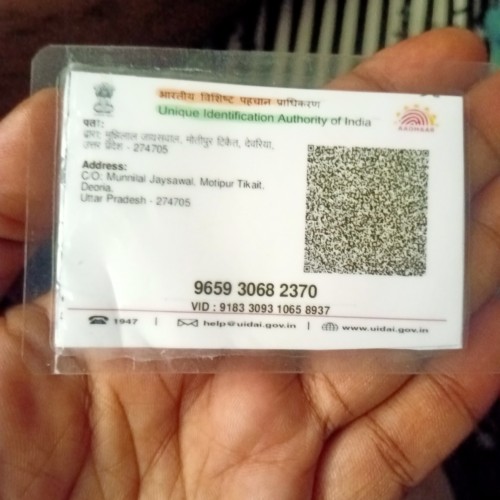 भारतीय विशिष्ट पहचान प्राधिकरण
Unique Identification Authority of India
AADHAAR
पता:
द्वारा: मुन्निलाल जायसवाल, मोतीपुर टिकैत, देवरिया,
उत्तर प्रदेश - 274705
Address:
C/O: Munnilal Jaysawal, Motipur Tikait,
Deoria,
Uttar Pradesh - 274705
9659 3068 2370
VID : 9183 3093 1065 8937
1947 | help@uidai.gov.in | www.uidai.gov.in